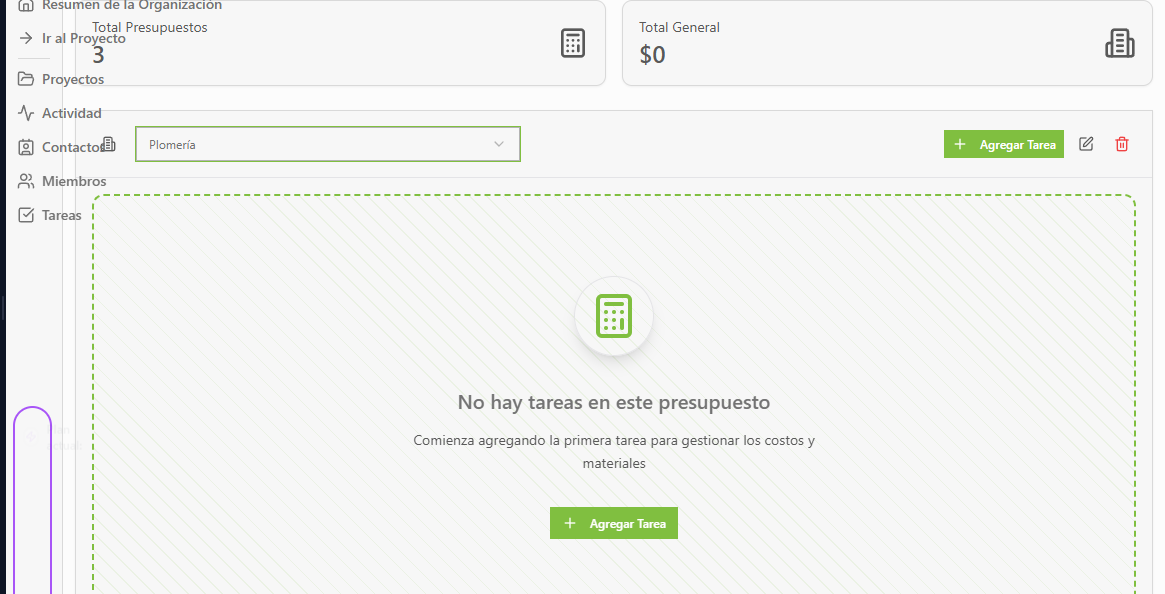 Resumen de la Organización
Ir al Proyecto
Proyectos
Actividad
Contactos
Miembros
Tareas
Total Presupuestos
3
Total General
$0
Plomería
Agregar Tarea
No hay tareas en este presupuesto
Comienza agregando la primera tarea para gestionar los costos y
materiales
Agregar Tarea